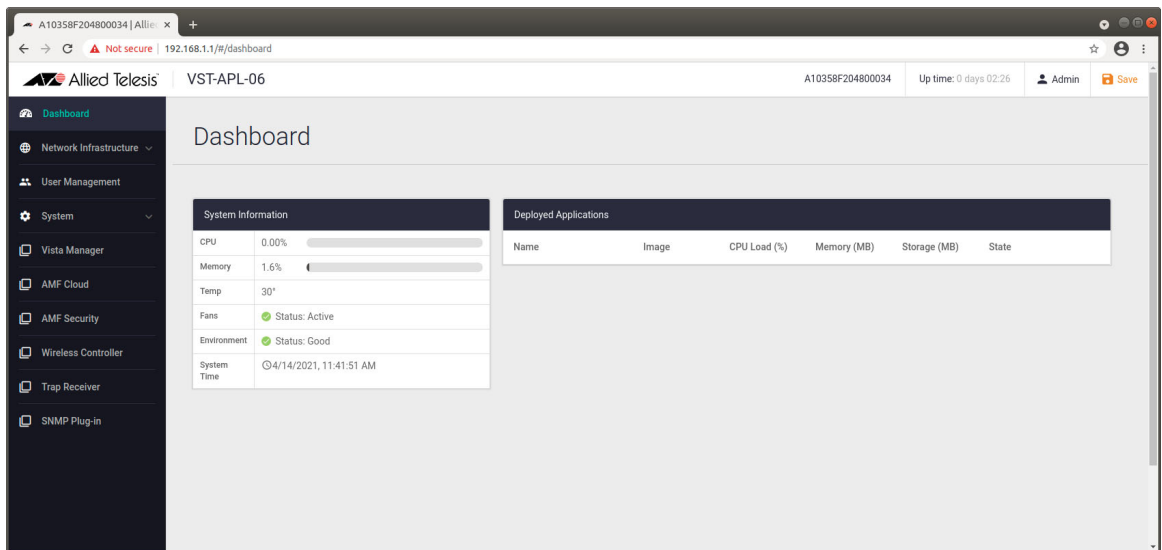 A10358F204800034 | Allie
Not secure | 192.168.1.1/#/dashboard
Allied Telesis
VST-APL-06
A10358F204800034
Up time: 0 days 02:26
Admin
Save
Dashboard
Network Infrastructure
User Management
System
Vista Manager
AMF Cloud
AMF Security
Wireless Controller
Trap Receiver
SNMP Plug-in
Dashboard
System Information
CPU 0.00%
Memory 1.6%
Temp 30°
Fans Status: Active
Environment Status: Good
System Time 4/14/2021, 11:41:51 AM
Deployed Applications
Name Image CPU Load (%) Memory (MB) Storage (MB) State